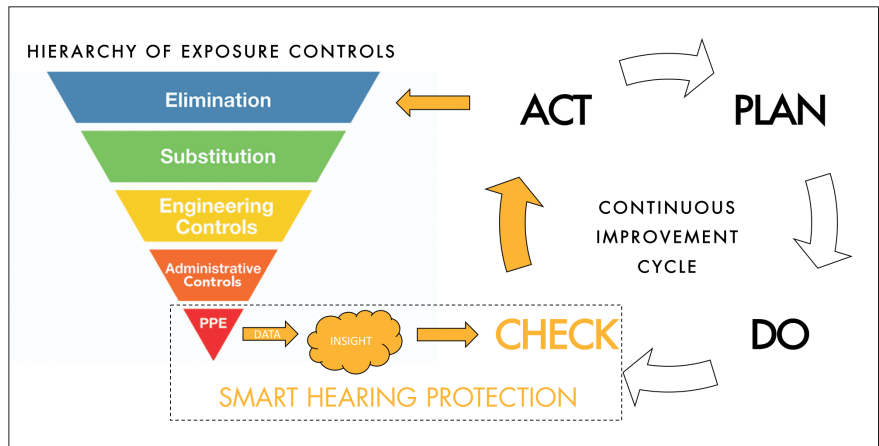 HIERARCHY OF EXPOSURE CONTROLS
Elimination
Substitution
Engineering
Controls
Administrative
Controls
PPE
DATA
INSIGHT
CHECK
SMART HEARING PROTECTION
ACT
PLAN
CONTINUOUS
IMPROVEMENT
CYCLE
DO